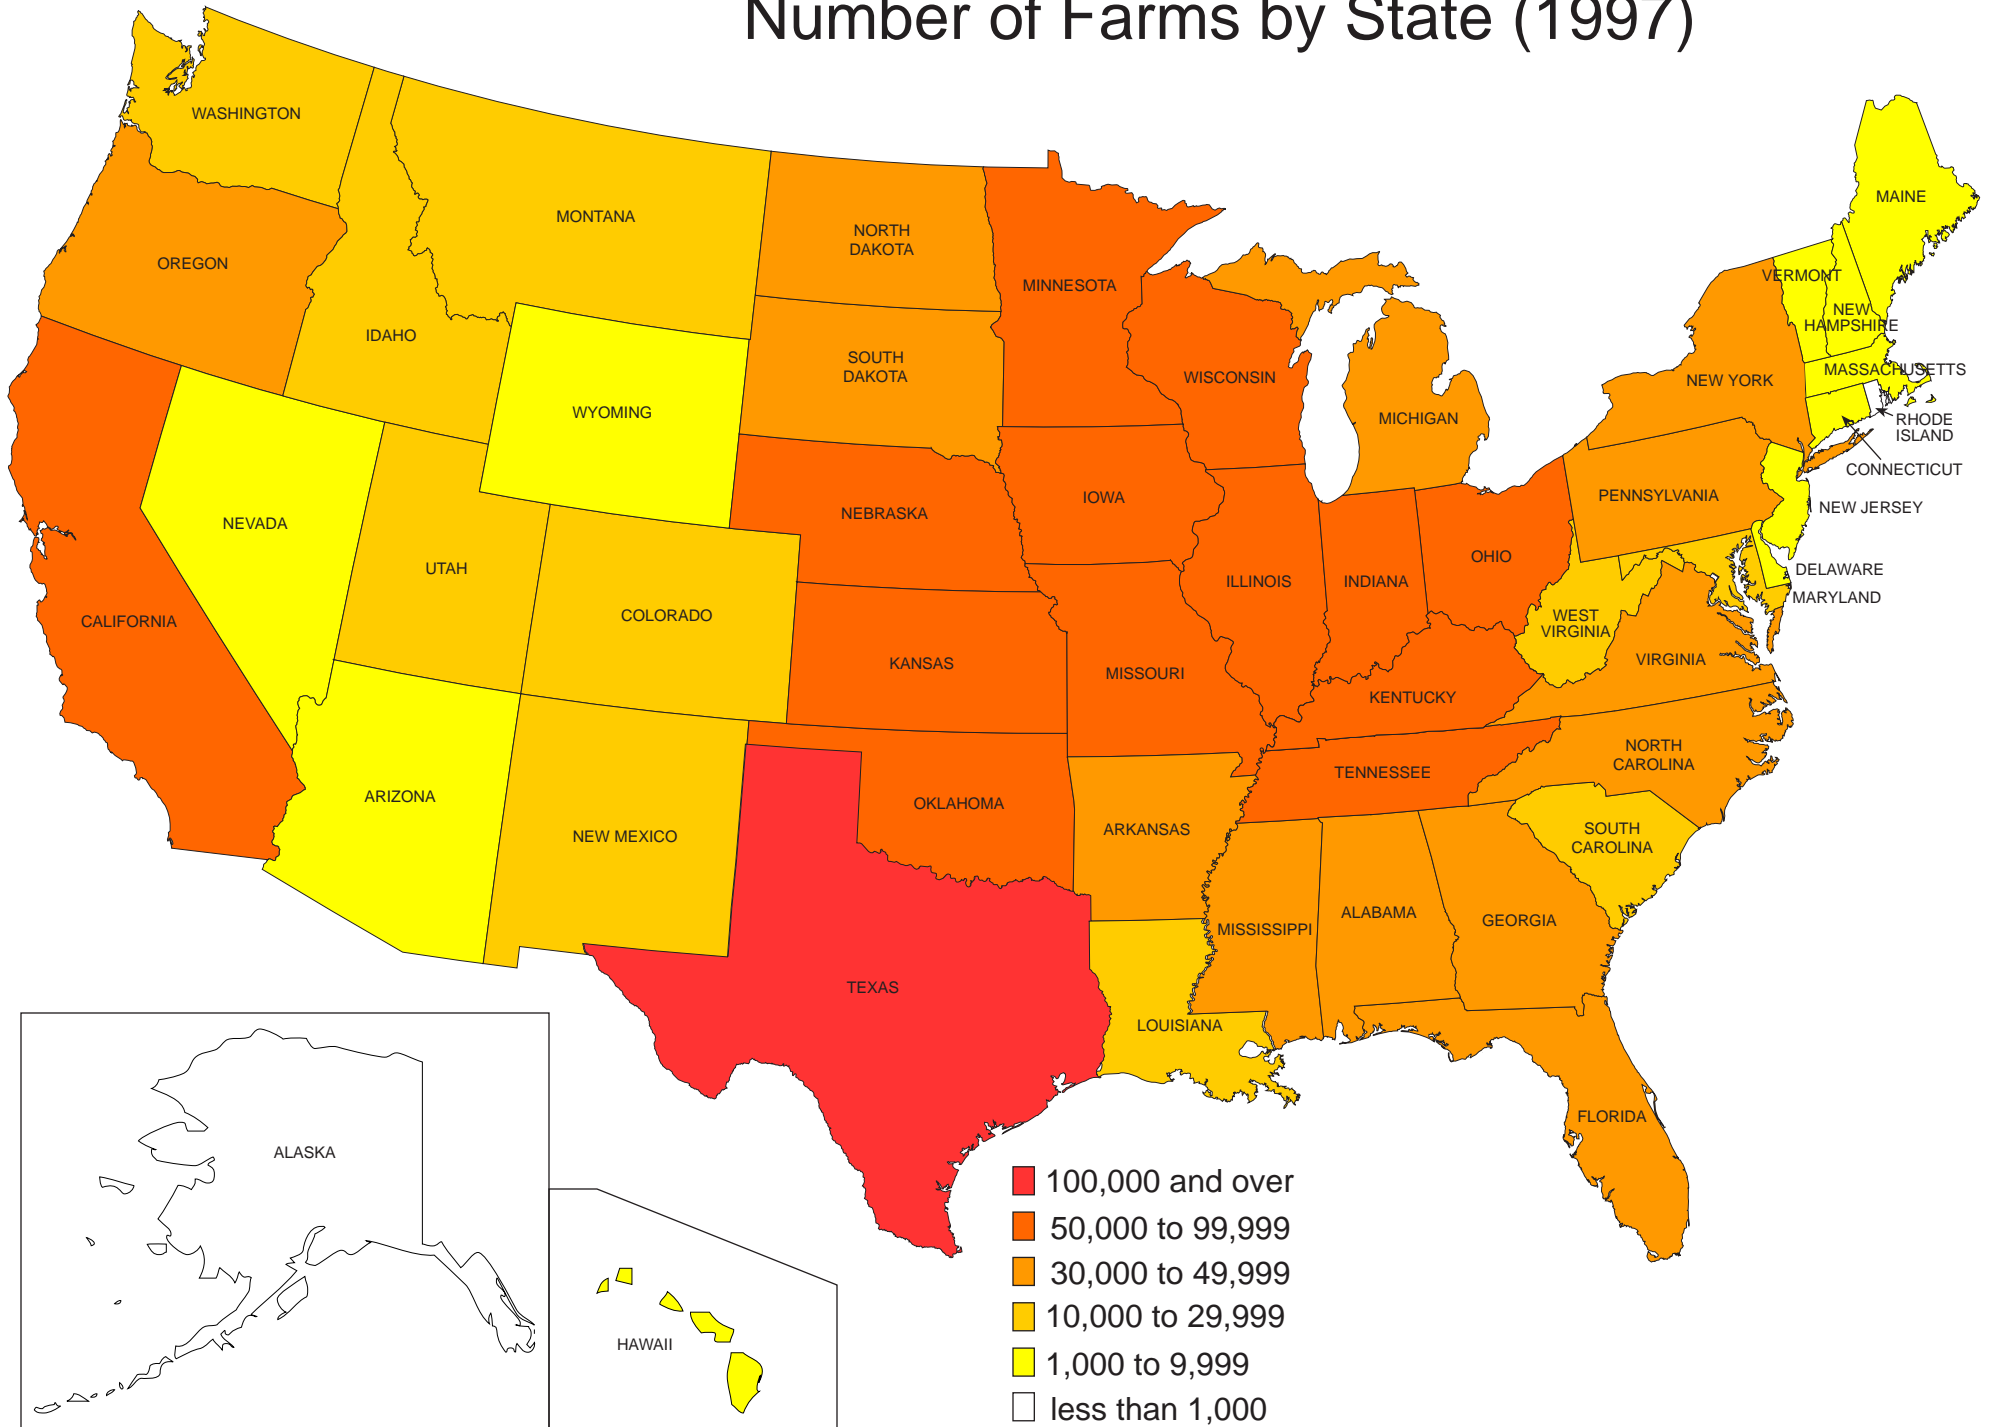 Number of Farms by State (1997)
WASHINGTON
OREGON
CALIFORNIA
NEVADA
IDAHO
MONTANA
WYOMING
UTAH
COLORADO
ARIZONA
NEW MEXICO
NORTH
DAKOTA
SOUTH
DAKOTA
NEBRASKA
KANSAS
OKLAHOMA
TEXAS
MINNESOTA
IOWA
MISSOURI
ARKANSAS
LOUISIANA
WISCONSIN
ILLINOIS
MICHIGAN
INDIANA
OHIO
KENTUCKY
TENNESSEE
MISSISSIPPI
ALABAMA
GEORGIA
FLORIDA
SOUTH
CAROLINA
NORTH
CAROLINA
VIRGINIA
WEST
VIRGINIA
PENNSYLVANIA
NEW YORK
MAINE
VERMONT
NEW
HAMPSHIRE
MASSACHUSETTS
RHODE
ISLAND
CONNECTICUT
NEW JERSEY
DELAWARE
MARYLAND
ALASKA
HAWAII
100,000 and over
50,000 to 99,999
30,000 to 49,999
10,000 to 29,999
1,000 to 9,999
less than 1,000